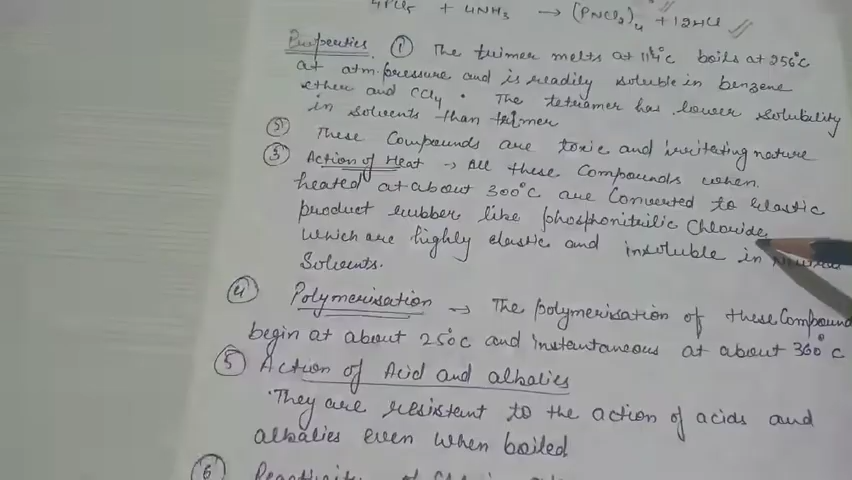 4PCl5 + 4NH3 → (PNCl2)4 + 12HCl
Properties. ① The trimer melts at 114°C boils at 256°C
at atm. pressure and is readily soluble in benzene
ether and CCl4. The tetramer has lower solubility
in solvents than trimer
② These Compounds are toxic and irritating nature
③ Action of Heat → All these Compounds when
heated at about 300°C are Converted to elastic
product rubber like phosphonitrilic Chloride
which are highly elastic and insoluble in
Solvents.
④ Polymerisation → The polymerisation of these Compound
begin at about 250°C and instantaneous at about 360°C
⑤ Action of Acid and alkalies
They are resistent to the action of acids and
alkalies even when boiled
⑥ Reactivity of